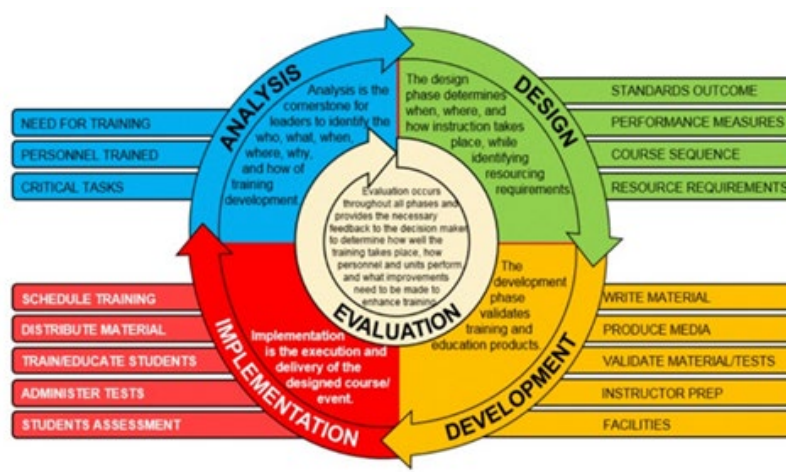 ANALYSIS
Analysis is the
cornerstone for
leaders to identify the
who, what, when,
where, why,
and how of
training
development.
NEED FOR TRAINING
PERSONNEL TRAINED
CRITICAL TASKS
DESIGN
The design
phase determines
when, where, and
how instruction takes
place, while
identifying
resourcing
requirements.
STANDARDS OUTCOME
PERFORMANCE MEASURES
COURSE SEQUENCE
RESOURCE REQUIREMENTS
Evaluation occurs
throughout all phases and
provides the necessary
feedback to the decision maker
to determine how well the
training takes place, how
personnel and units perform,
and what improvements
need to be made to
enhance training.
EVALUATION
The
development
phase
validates
training and
education products.
DEVELOPMENT
WRITE MATERIAL
PRODUCE MEDIA
VALIDATE MATERIAL/TESTS
INSTRUCTOR PREP
FACILITIES
Implementation
is the execution and
delivery of the
designed course/
event.
IMPLEMENTATION
SCHEDULE TRAINING
DISTRIBUTE MATERIAL
TRAIN/EDUCATE STUDENTS
ADMINISTER TESTS
STUDENTS ASSESSMENT